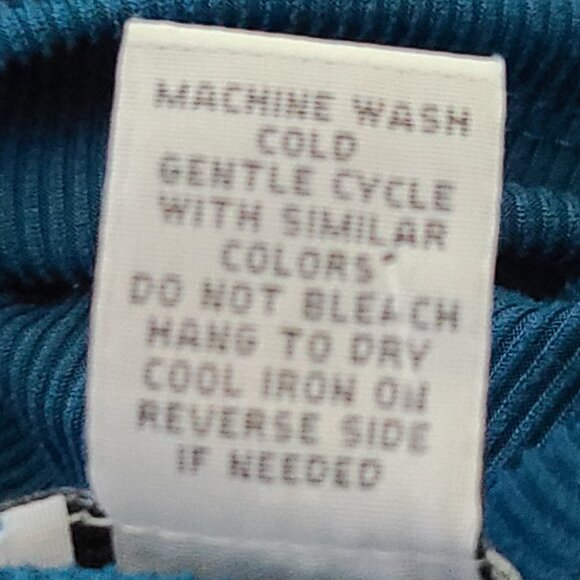 MACHINE WASH
COLD
GENTLE CYCLE
WITH SIMILAR
COLORS
DO NOT BLEACH
HANG TO DRY
COOL IRON ON
REVERSE SIDE
IF NEEDED